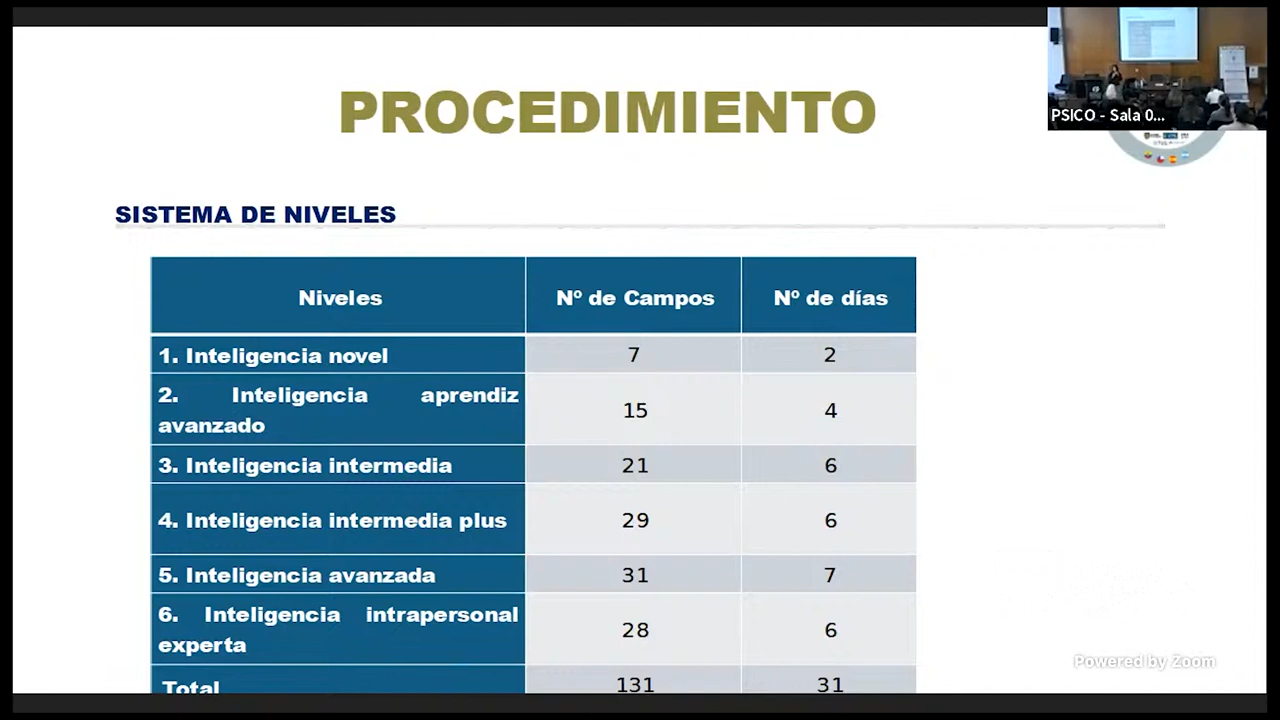 PROCEDIMIENTO
PSICO - Sala 0...
SISTEMA DE NIVELES
Niveles Nº de Campos Nº de días
1. Inteligencia novel 7 2
2. Inteligencia aprendiz
avanzado 15 4
3. Inteligencia intermedia 21 6
4. Inteligencia intermedia plus 29 6
5. Inteligencia avanzada 31 7
6. Inteligencia intrapersonal
experta 28 6
Total 131 31
Powered by Zoom